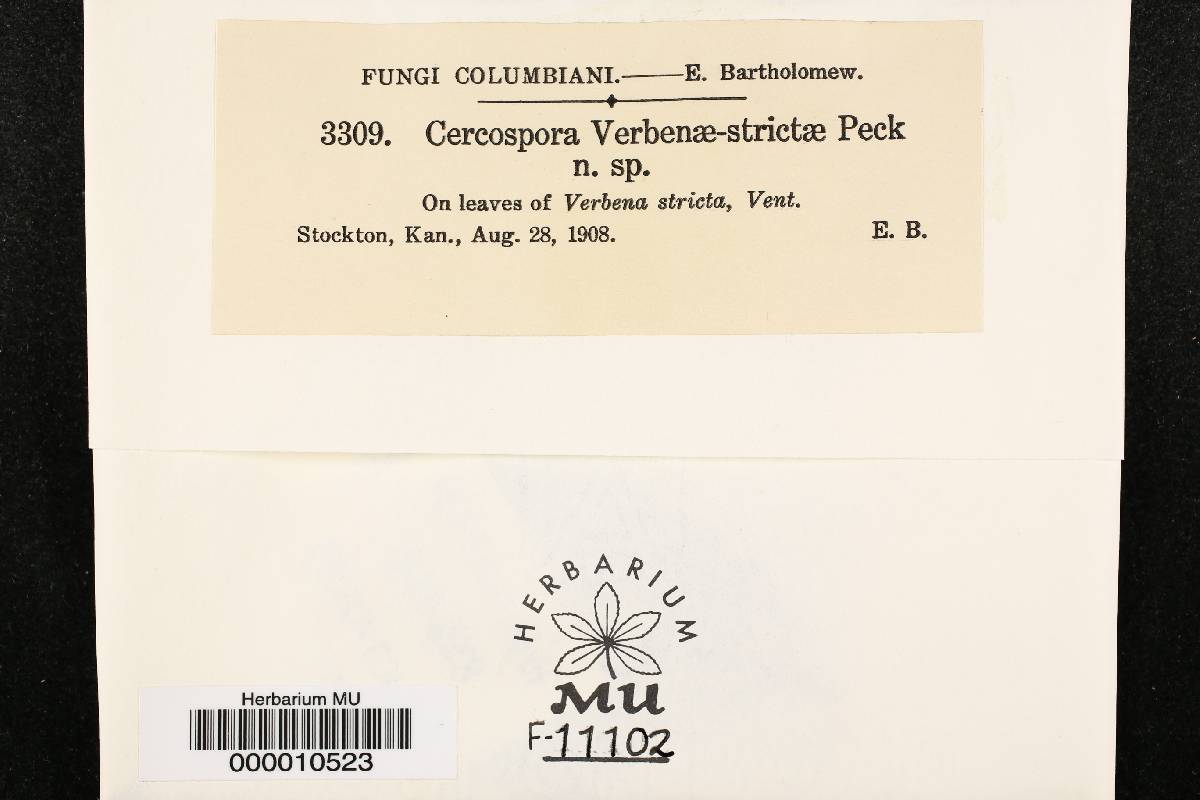 FUNGI COLUMBIANI.——E. Bartholomew.
3309. Cercospora Verbenæ-strictæ Peck
n. sp.
On leaves of Verbena stricta, Vent.
Stockton, Kan., Aug. 28, 1908. E. B.
HERBARIUM
MU
F-11102
Herbarium MU
000010523